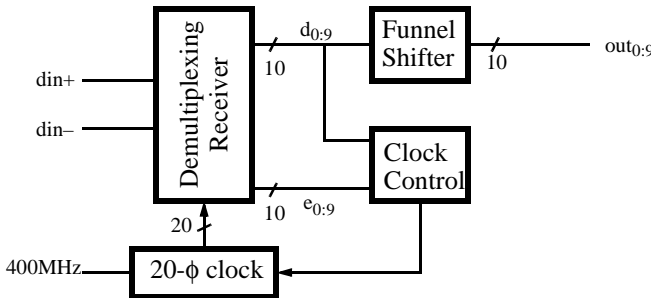 d0:9
Funnel
Shifter
10
10
out0:9
din+
din–
Demultiplexing
Receiver
Clock
Control
10
e0:9
20
400MHz
20-ϕ clock